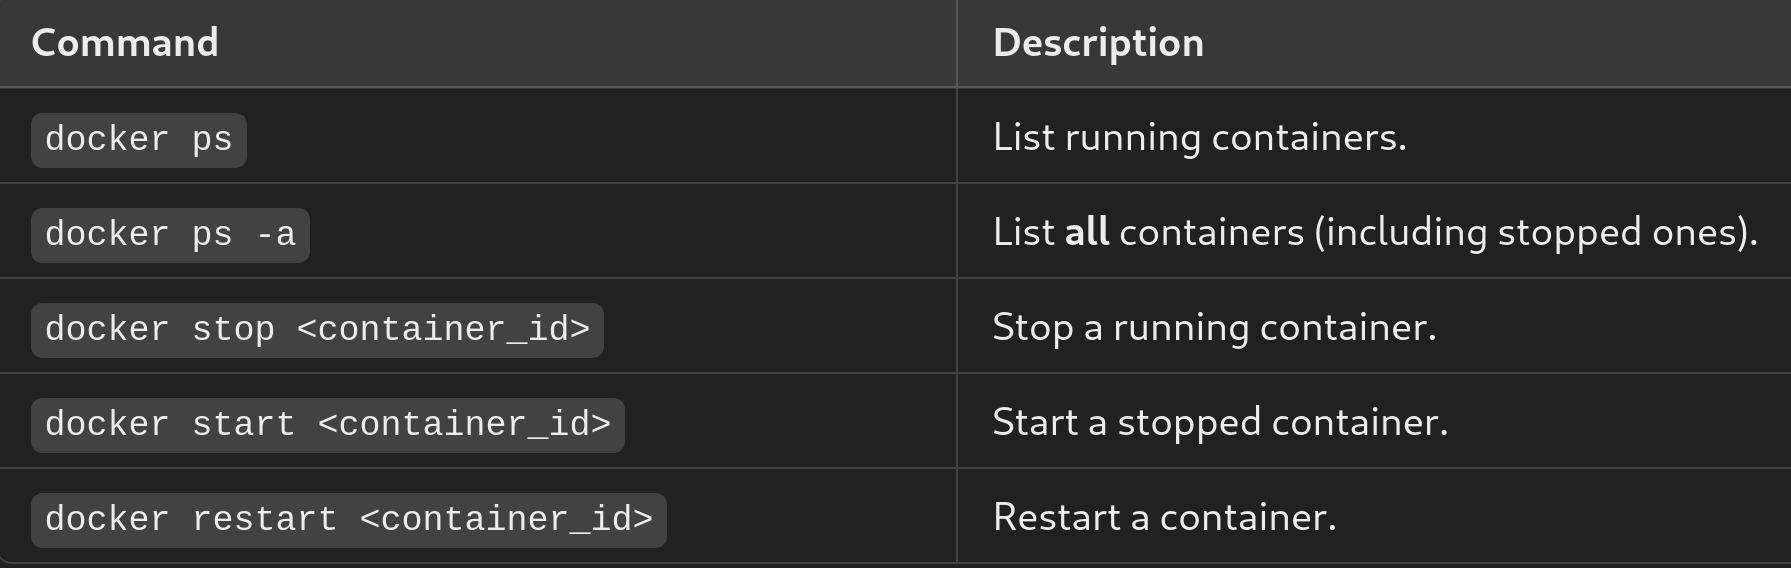 Command Description
docker ps List running containers.
docker ps -a List all containers (including stopped ones).
docker stop <container_id> Stop a running container.
docker start <container_id> Start a stopped container.
docker restart <container_id> Restart a container.